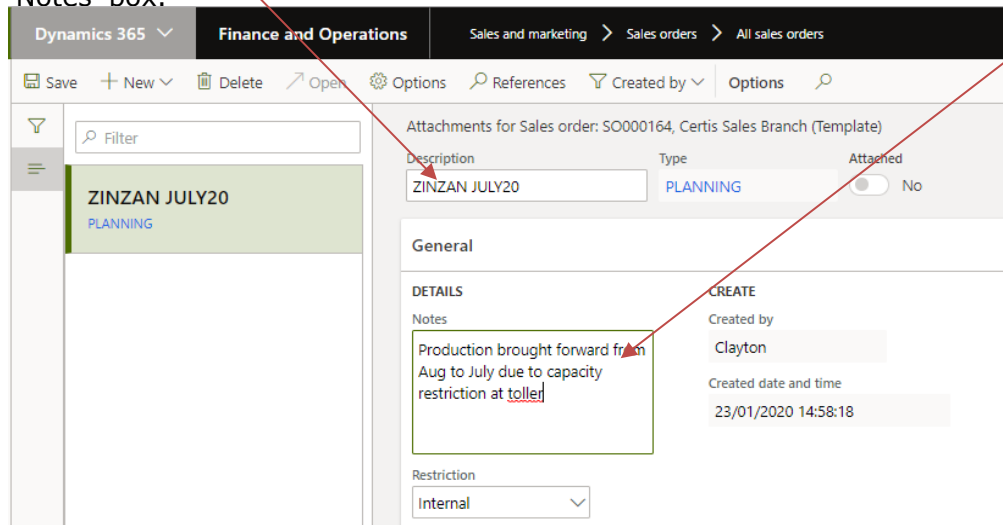 Notes' box.
Dynamics 365 Finance and Operations Sales and marketing > Sales orders > All sales orders
Save + New Delete Open Options References Created by Options
Filter
ZINZAN JULY20
PLANNING
Attachments for Sales order: SO000164, Certis Sales Branch (Template)
Description Type Attached
ZINZAN JULY20 PLANNING No
General
DETAILS CREATE
Notes Created by
Production brought forward from Clayton
Aug to July due to capacity
restriction at toller
Created date and time
23/01/2020 14:58:18
Restriction
Internal